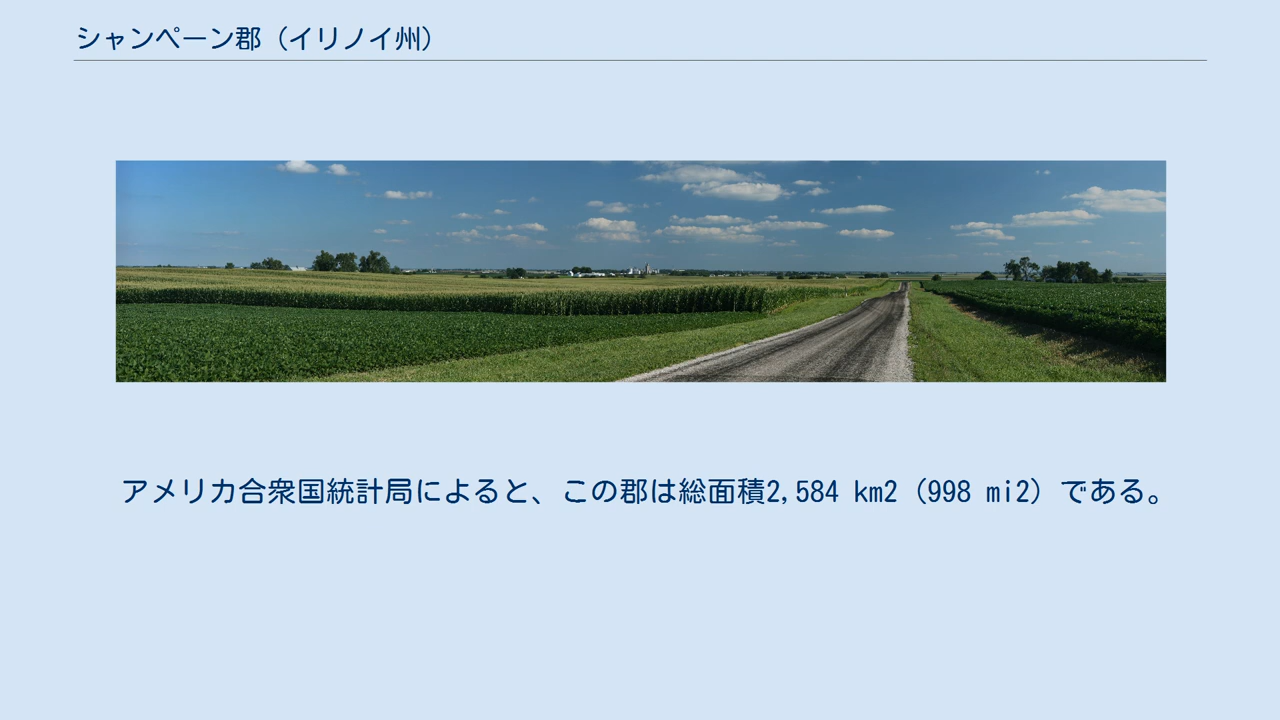 シャンペーン郡（イリノイ州）
アメリカ合衆国統計局によると、この郡は総面積2,584 km2（998 mi2）である。